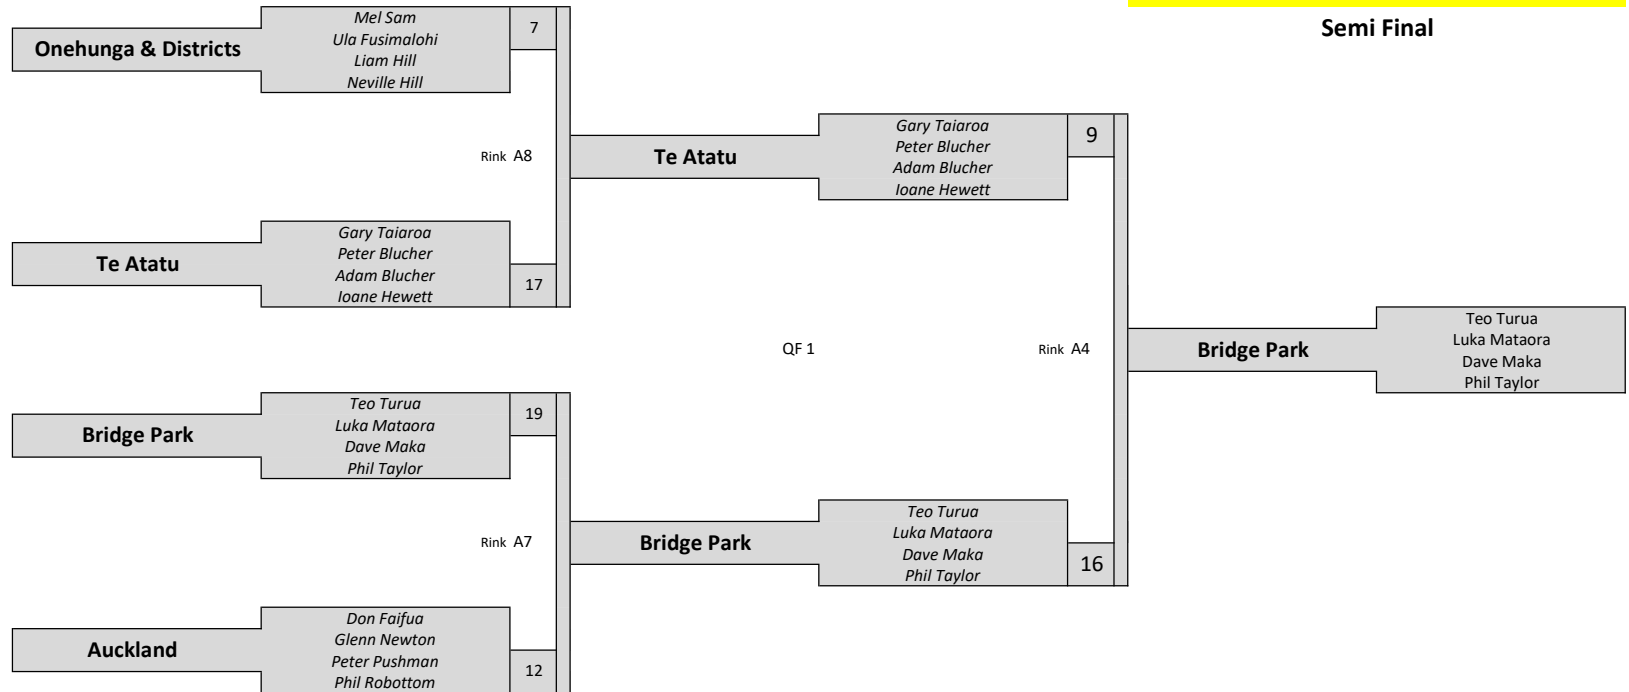 Semi Final
Onehunga & Districts
Mel Sam
Ula Fusimalohi
Liam Hill
Neville Hill
7
Rink A8
Te Atatu
Gary Taiaroa
Peter Blucher
Adam Blucher
Ioane Hewett
17
Te Atatu
Gary Taiaroa
Peter Blucher
Adam Blucher
Ioane Hewett
9
QF 1
Rink A4
Bridge Park
Teo Turua
Luka Mataora
Dave Maka
Phil Taylor
Bridge Park
Teo Turua
Luka Mataora
Dave Maka
Phil Taylor
19
Rink A7
Bridge Park
Teo Turua
Luka Mataora
Dave Maka
Phil Taylor
16
Auckland
Don Faifua
Glenn Newton
Peter Pushman
Phil Robottom
12